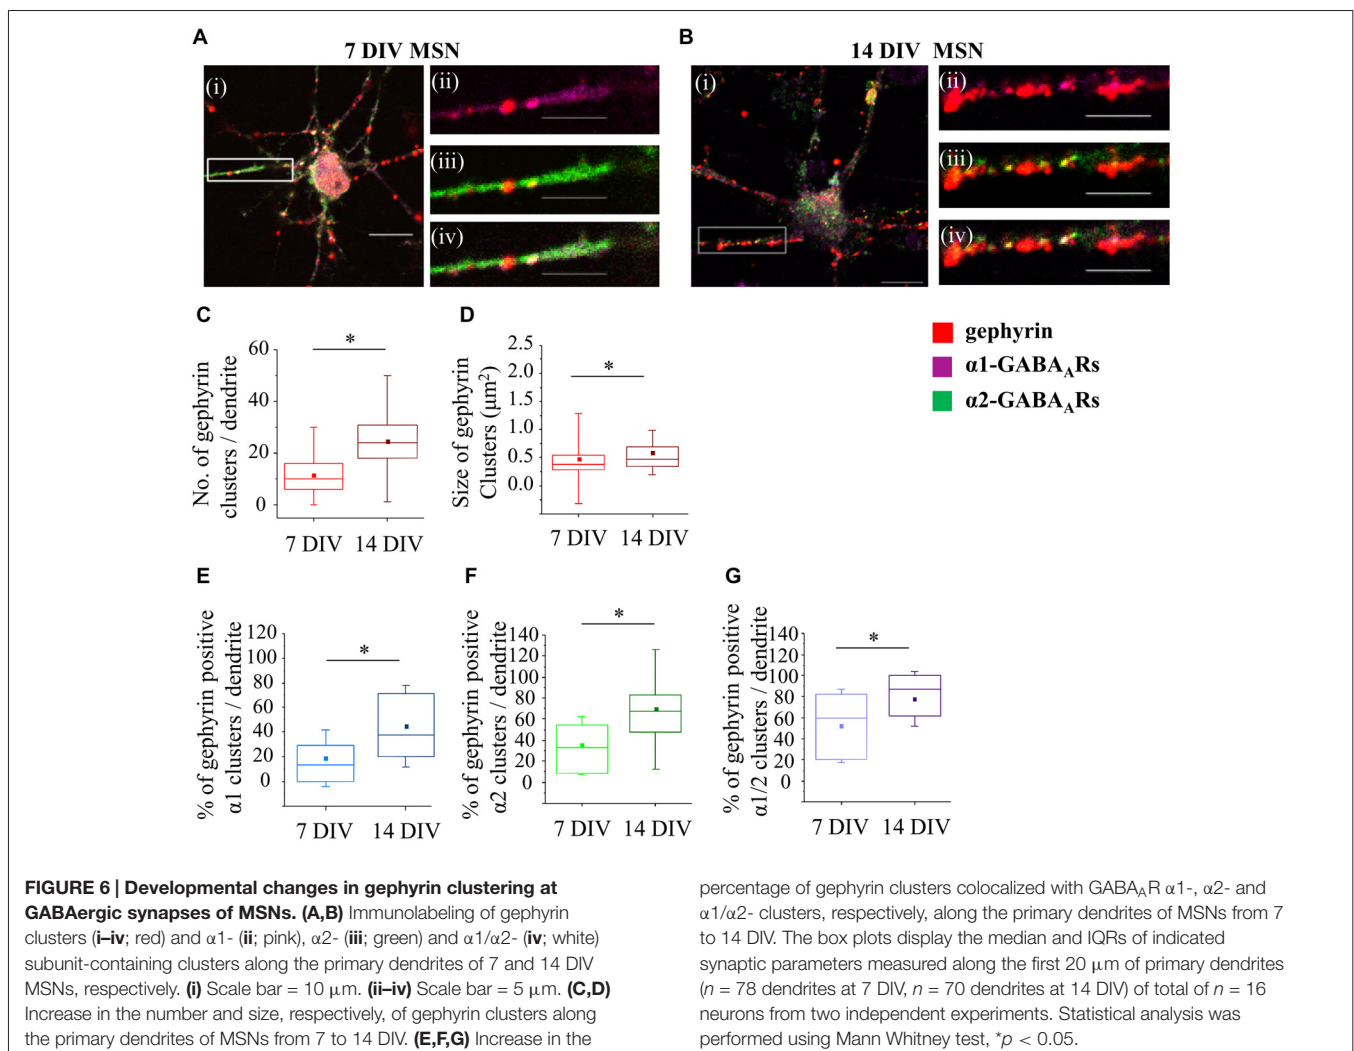 A
7 DIV MSN
(i)
(ii)
(iii)
(iv)
B
14 DIV MSN
(i)
(ii)
(iii)
(iv)
C
No. of gephyrin
clusters / dendrite
60
40
20
0
*
7 DIV 14 DIV
D
Size of gephyrin
Clusters (μm²)
2.5
2.0
1.5
1.0
0.5
0.0
*
7 DIV 14 DIV
gephyrin
α1-GABA_ARs
α2-GABA_ARs
E
% of gephyrin positive
α1 clusters / dendrite
120
100
80
60
40
20
0
*
7 DIV 14 DIV
F
% of gephyrin positive
α2 clusters / dendrite
140
120
100
80
60
40
20
0
*
7 DIV 14 DIV
G
% of gephyrin positive
α1/2 clusters / dendrite
140
120
100
80
60
40
20
0
*
7 DIV 14 DIV
FIGURE 6 | Developmental changes in gephyrin clustering at
GABAergic synapses of MSNs. (A,B) Immunolabeling of gephyrin
clusters (i–iv; red) and α1- (ii; pink), α2- (iii; green) and α1/α2- (iv; white)
subunit-containing clusters along the primary dendrites of 7 and 14 DIV
MSNs, respectively. (i) Scale bar = 10 μm. (ii–iv) Scale bar = 5 μm. (C,D)
Increase in the number and size, respectively, of gephyrin clusters along
the primary dendrites of MSNs from 7 to 14 DIV. (E,F,G) Increase in the
percentage of gephyrin clusters colocalized with GABA_AR α1-, α2- and
α1/α2- clusters, respectively, along the primary dendrites of MSNs from 7
to 14 DIV. The box plots display the median and IQRs of indicated
synaptic parameters measured along the first 20 μm of primary dendrites
(n = 78 dendrites at 7 DIV, n = 70 dendrites at 14 DIV) of total of n = 16
neurons from two independent experiments. Statistical analysis was
performed using Mann Whitney test, *p < 0.05.